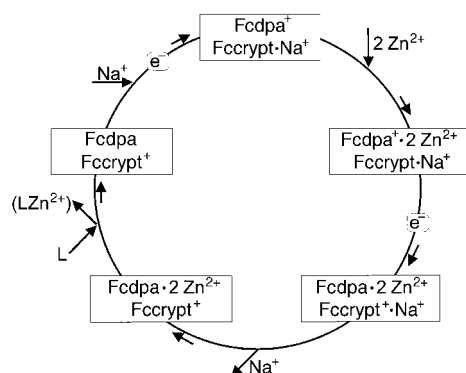 Fcdpa⁺
Fccrypt·Na⁺
2 Zn²⁺
Fcdpa⁺·2 Zn²⁺
Fccrypt·Na⁺
e⁻
Fcdpa·2 Zn²⁺
Fccrypt⁺·Na⁺
Na⁺
Fcdpa·2 Zn²⁺
Fccrypt⁺
L
(LZn²⁺)
Fcdpa
Fccrypt⁺
Na⁺
e⁻